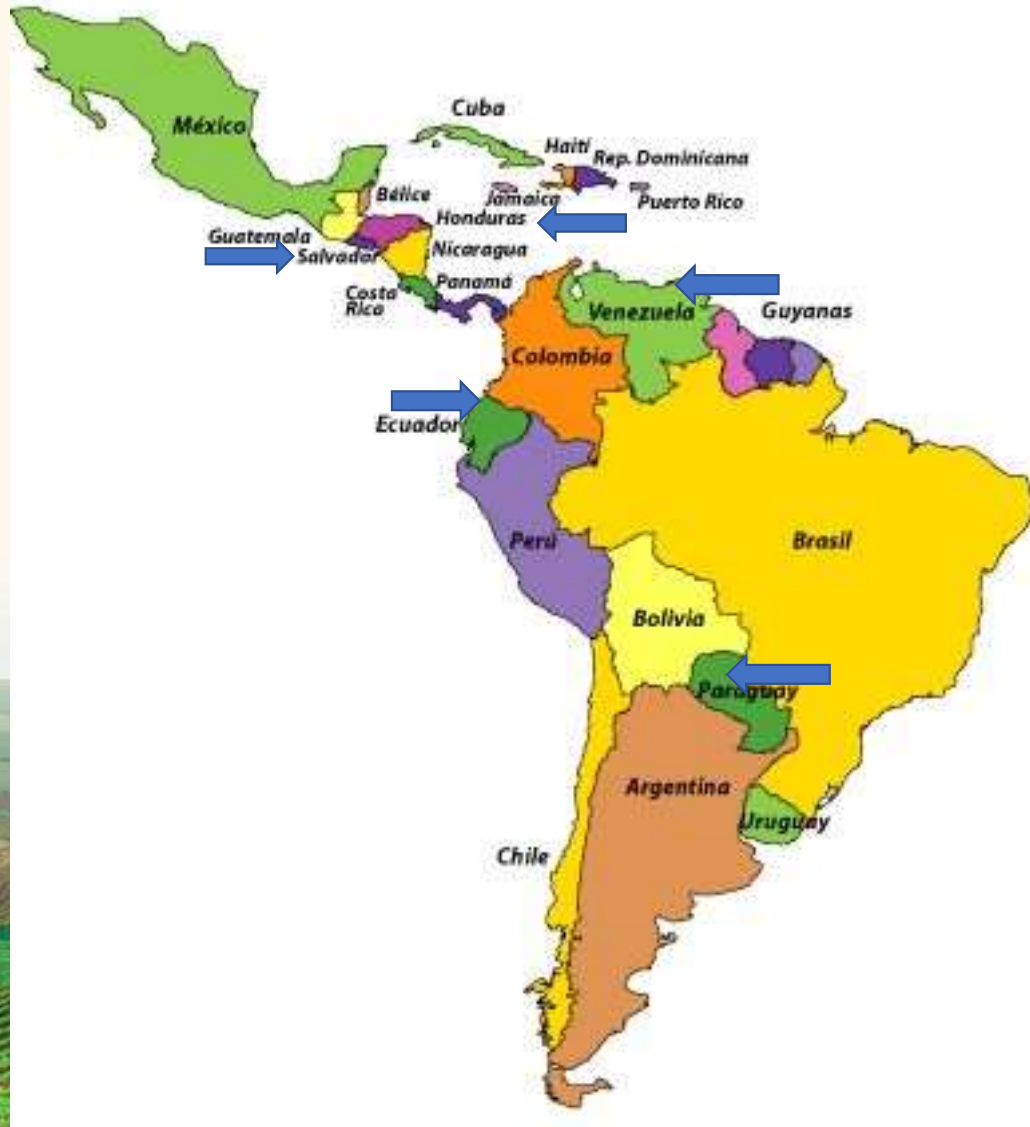 México
Cuba
Haití
Rep. Dominicana
Jamaica
Puerto Rico
Bélice
Honduras
Guatemala
Salvador
Nicaragua
Costa
Rica
Panamá
Venezuela
Guyanas
Colombia
Ecuador
Perú
Brasil
Bolivia
Paraguay
Argentina
Uruguay
Chile